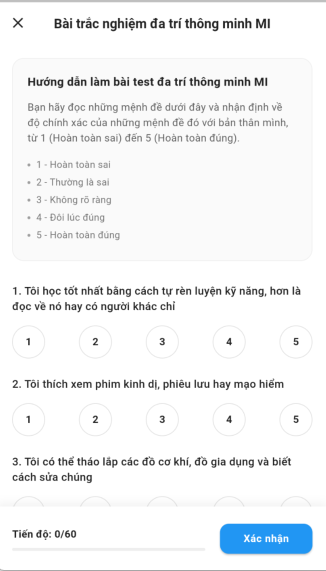 Bài trắc nghiệm đa trí thông minh MI
Hướng dẫn làm bài test đa trí thông minh MI
Bạn hãy đọc những mệnh đề dưới đây và nhận định về
độ chính xác của những mệnh đề đó với bản thân mình,
từ 1 (Hoàn toàn sai) đến 5 (Hoàn toàn đúng).
• 1 - Hoàn toàn sai
• 2 - Thường là sai
• 3 - Không rõ ràng
• 4 - Đôi lúc đúng
• 5 - Hoàn toàn đúng
1. Tôi học tốt nhất bằng cách tự rèn luyện kỹ năng, hơn là
đọc về nó hay có người khác chỉ
1 2 3 4 5
2. Tôi thích xem phim kinh dị, phiêu lưu hay mạo hiểm
1 2 3 4 5
3. Tôi có thể tháo lắp các đồ cơ khí, đồ gia dụng và biết
cách sửa chúng
Tiến độ: 0/60
Xác nhận